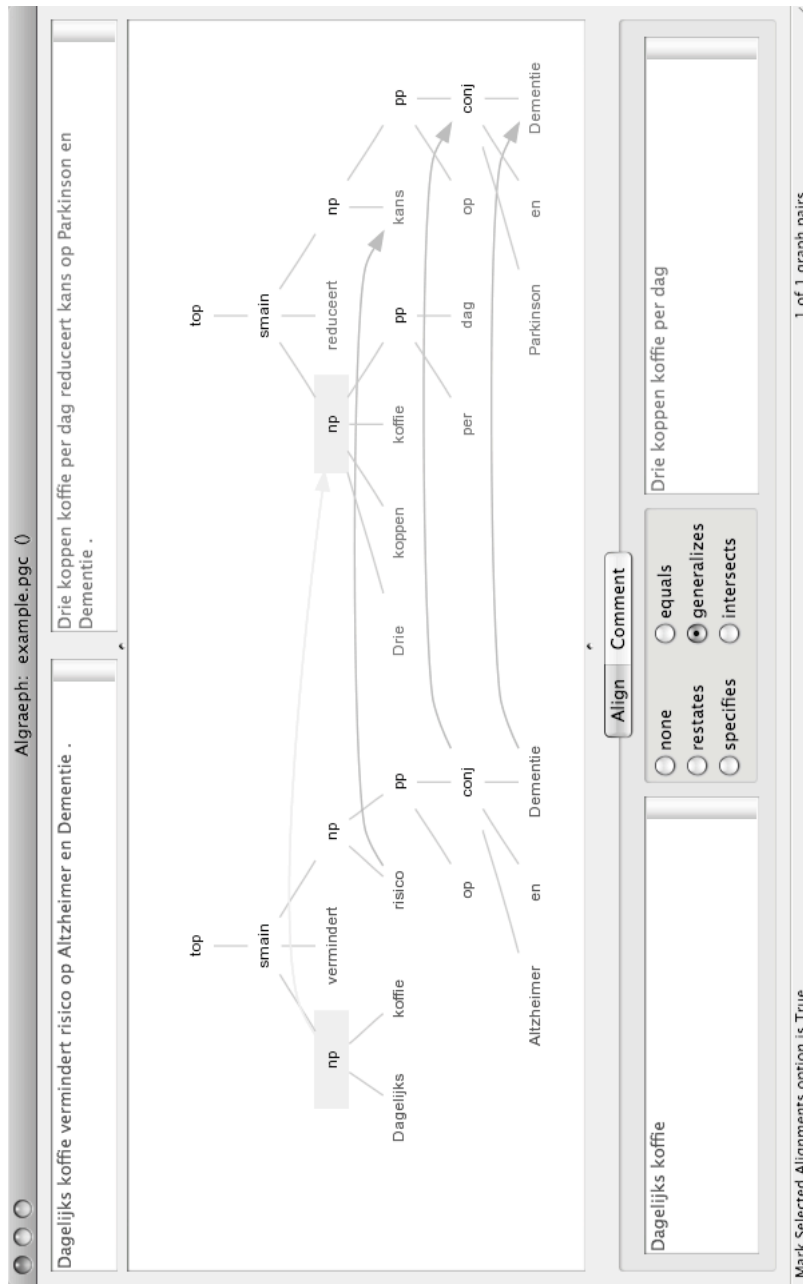 Algraeph: example.pgc ()
Dagelijks koffie vermindert risico op Altzheimer en Dementie .
Drie koppen koffie per dag reduceert kans op Parkinson en
Dementie .
top
top
smain
smain
np
vermindert
np
np
reduceert
np
Dagelijks
koffie
risico
pp
Drie
koppen
koffie
pp
kans
pp
op
conj
per
dag
op
conj
Altzheimer
en
Dementie
Parkinson
en
Dementie
Align
Comment
Dagelijks koffie
none
equals
restates
generalizes
specifies
intersects
Drie koppen koffie per dag
Mark Selected Alignments option is True
1 of 1 graph pairs